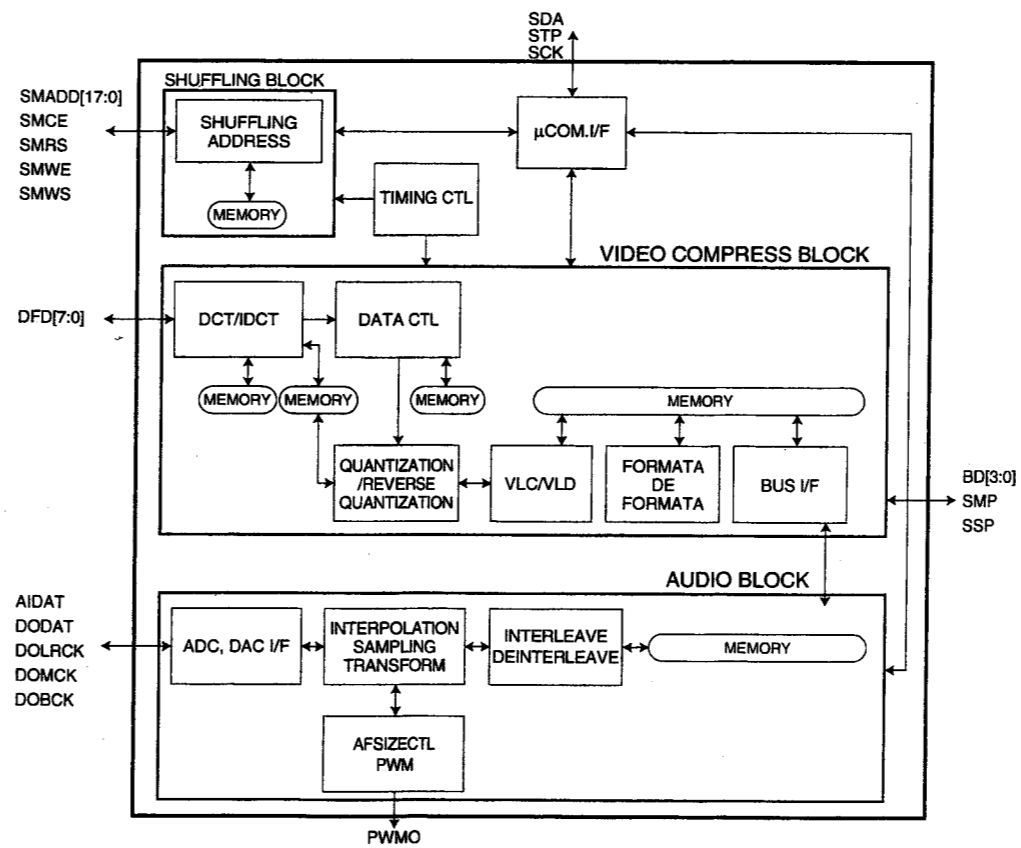 SDA
STP
SCK
SHUFFLING BLOCK
SMADD[17:0]
SMCE
SMRS
SMWE
SMWS
SHUFFLING
ADDRESS
MEMORY
µCOM.I/F
TIMING CTL
VIDEO COMPRESS BLOCK
DFD[7:0]
DCT/IDCT
DATA CTL
MEMORY
MEMORY
MEMORY
MEMORY
QUANTIZATION
/REVERSE
QUANTIZATION
VLC/VLD
FORMATA
DE
FORMATA
BUS I/F
BD[3:0]
SMP
SSP
AUDIO BLOCK
AIDAT
DODAT
DOLRCK
DOMCK
DOBCK
ADC, DAC I/F
INTERPOLATION
SAMPLING
TRANSFORM
INTERLEAVE
DEINTERLEAVE
MEMORY
AFSIZECTL
PWM
PWMO